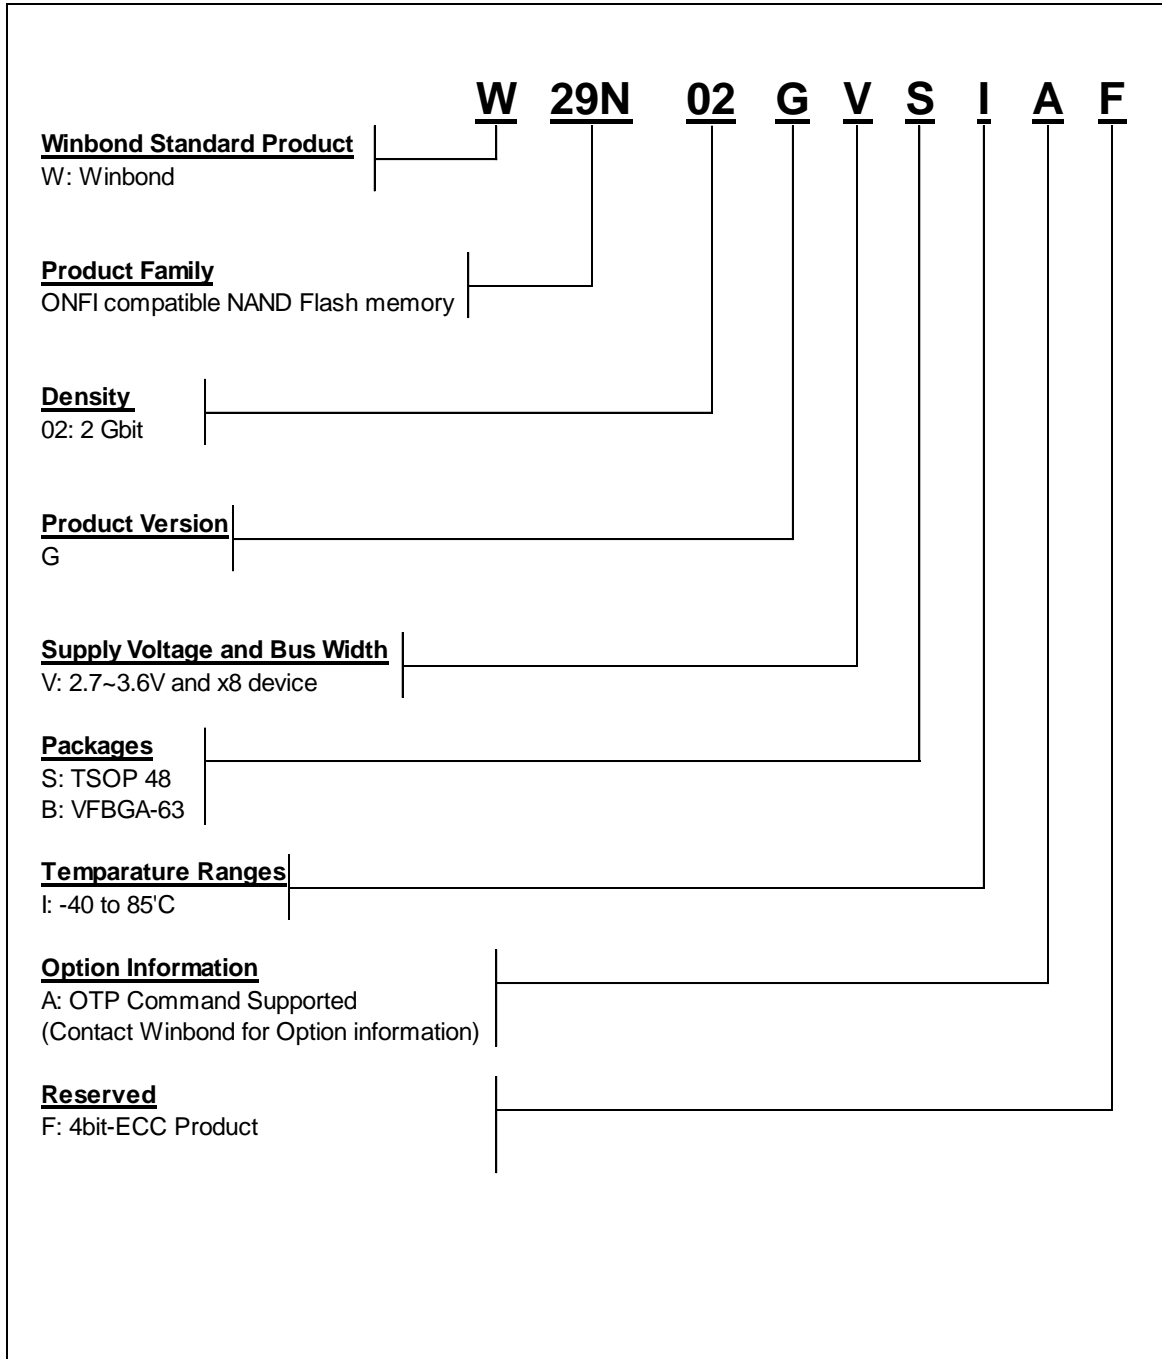 W 29N 02 G V S I A F
Winbond Standard Product
W: Winbond
Product Family
ONFI compatible NAND Flash memory
Density
02: 2 Gbit
Product Version
G
Supply Voltage and Bus Width
V: 2.7~3.6V and x8 device
Packages
S: TSOP 48
B: VFBGA-63
Temparature Ranges
I: -40 to 85'C
Option Information
A: OTP Command Supported
(Contact Winbond for Option information)
Reserved
F: 4bit-ECC Product